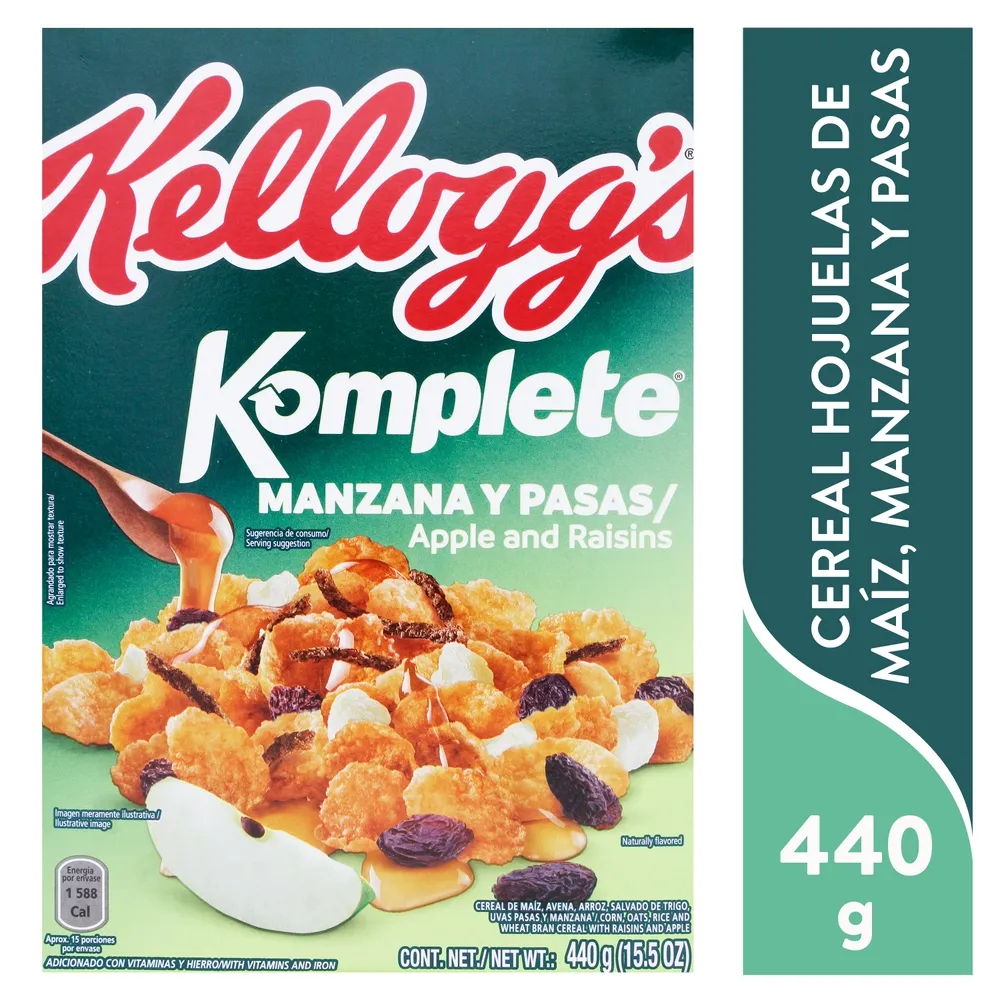 Kellogg's®
Komplete®
MANZANA Y PASAS/
Apple and Raisins
Sugerencia de consumo/
Serving suggestion
Agrandado para mostrar textura/
Enlarged to show texture
Imagen meramente ilustrativa/
Ilustrative image
Naturally flavored
Energía
por envase
1 588
Cal
Aprox. 15 porciones
por envase
CEREAL DE MAÍZ, AVENA, ARROZ, SALVADO DE TRIGO,
UVAS PASAS Y MANZANA / CORN, OATS, RICE AND
WHEAT BRAN CEREAL WITH RAISINS AND APPLE
ADICIONADO CON VITAMINAS Y HIERRO/WITH VITAMINS AND IRON
CONT. NET./ NET WT.: 440 g (15.5 OZ)
CEREAL HOJUELAS DE
MAÍZ, MANZANA Y PASAS
440
g